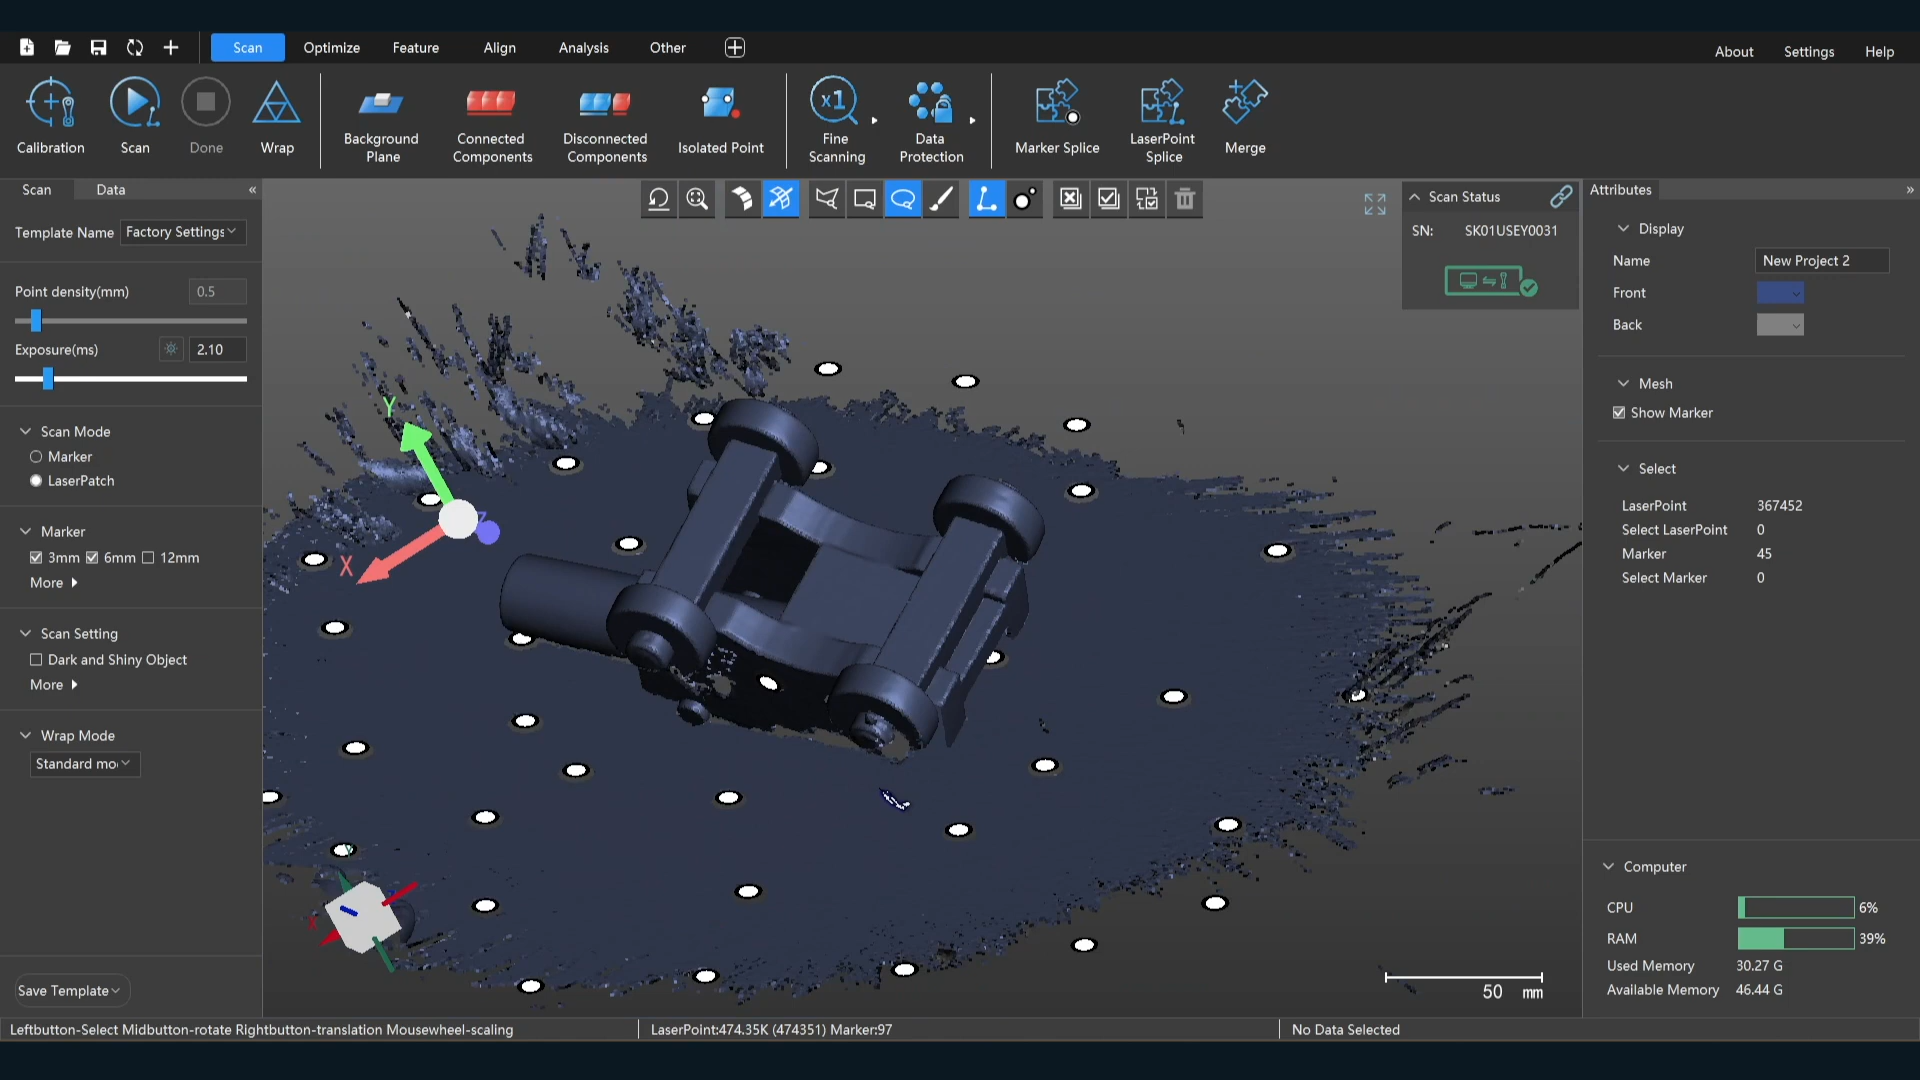 Scan
Optimize
Feature
Align
Analysis
Other
About
Settings
Help
Calibration
Scan
Done
Wrap
Background
Plane
Connected
Components
Disconnected
Components
Isolated Point
x1
Fine
Scanning
Data
Protection
Marker Splice
LaserPoint
Splice
Merge
Scan
Data
«
Template Name
Factory Settings
Point density(mm)
0.5
Exposure(ms)
2.10
Scan Mode
Marker
LaserPatch
Marker
3mm
6mm
12mm
More
Scan Setting
Dark and Shiny Object
More
Wrap Mode
Standard mo
Save Template
Y
X
Z
X
Scan Status
SN:
SK01USEY0031
50 mm
Attributes
»
Display
Name
New Project 2
Front
Back
Mesh
Show Marker
Select
LaserPoint 367452
Select LaserPoint 0
Marker 45
Select Marker 0
Computer
CPU 6%
RAM 39%
Used Memory 30.27 G
Available Memory 46.44 G
Leftbutton-Select Midbutton-rotate Rightbutton-translation Mousewheel-scaling
LaserPoint:474.35K (474351) Marker:97
No Data Selected